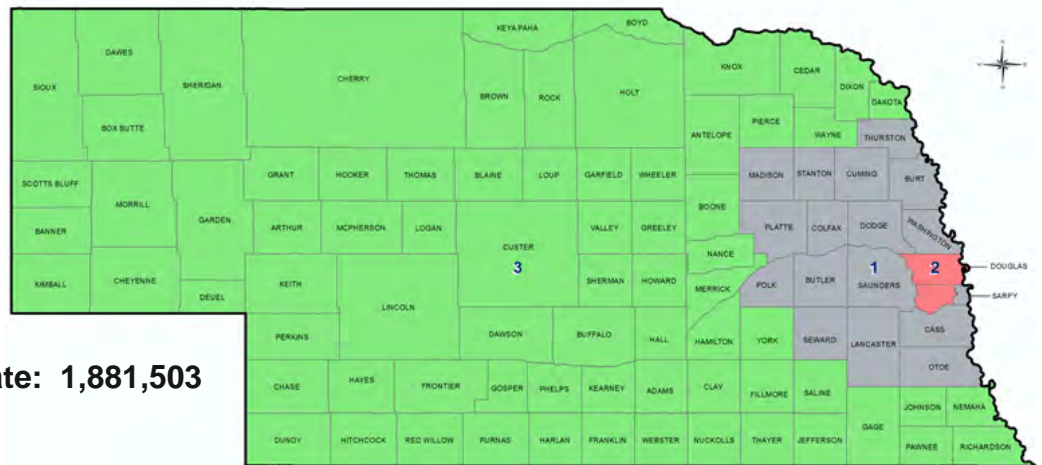 KEYA PAHA BOYD
DAWES
KNOX
CEDAR
SIOUX
SHERIDAN
CHERRY
DIXON
BROWN
ROCK
HOLT
DAKOTA
BOX BUTTE
PIERCE
ANTELOPE
WAYNE
THURSTON
SCOTTS BLUFF
GRANT HOOKER THOMAS BLAINE LOUP GARFIELD WHEELER
MADISON STANTON CUMING
BURT
MORRILL
GARDEN
BOONE
BANNER
ARTHUR MCPHERSON LOGAN
VALLEY GREELEY
PLATTE COLFAX DODGE
WASHINGTON
CUSTER
NANCE
3
1
2
DOUGLAS
KIMBALL CHEYENNE
KEITH
SHERMAN HOWARD
MERRICK
POLK
BUTLER
SAUNDERS
DEUEL
SARPY
LINCOLN
CASS
PERKINS
DAWSON
BUFFALO
HALL
HAMILTON
YORK
SEWARD
LANCASTER
OTOE
ate: 1,881,503
CHASE
HAYES
FRONTIER
GOSPER PHELPS KEARNEY ADAMS CLAY
FILLMORE SALINE
JOHNSON NEMAHA
GAGE
DUNDY HITCHCOCK RED WILLOW FURNAS HARLAN FRANKLIN WEBSTER NUCKOLLS THAYER JEFFERSON
PAWNEE RICHARDSON